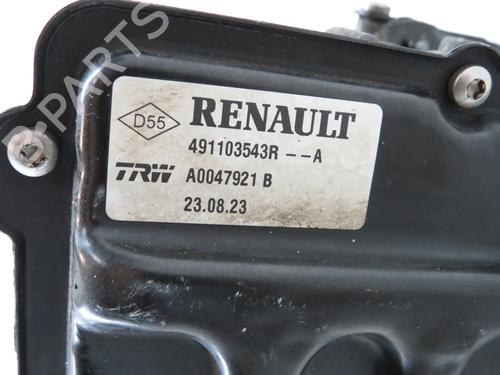 B-PARTS
D55
RENAULT
491103543R -–A
TRW A0047921 B
23.08.23